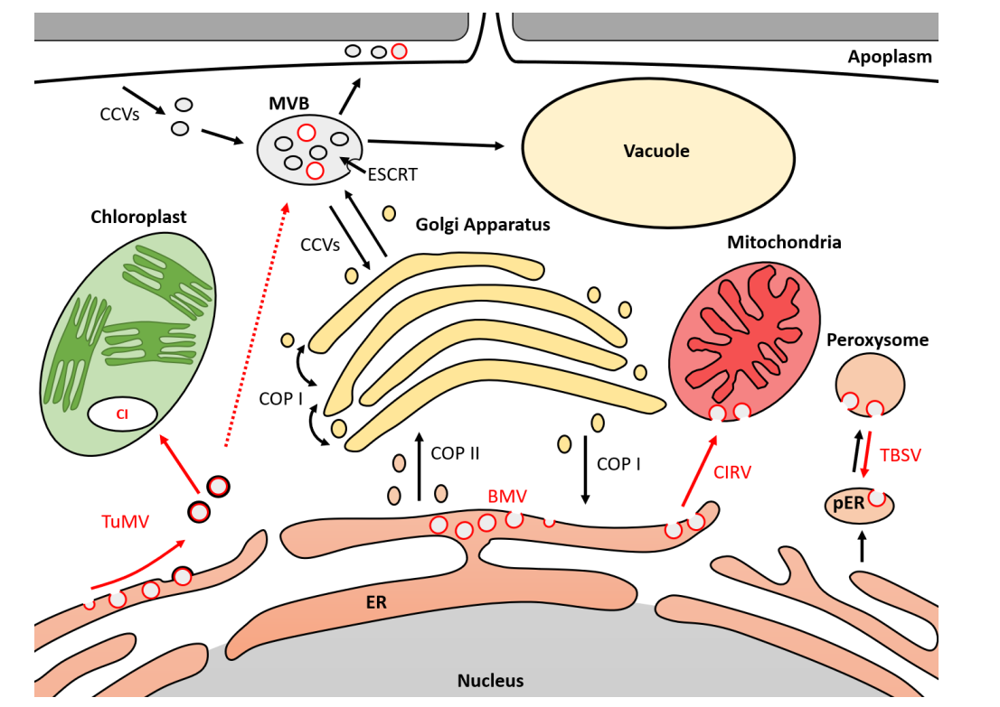 Apoplasm
MVB
CCVs
Vacuole
ESCRT
Chloroplast
Golgi Apparatus
CCVs
Mitochondria
Peroxysome
COP I
CI
COP II
COP I
CIRV
TBSV
BMV
pER
TuMV
ER
Nucleus